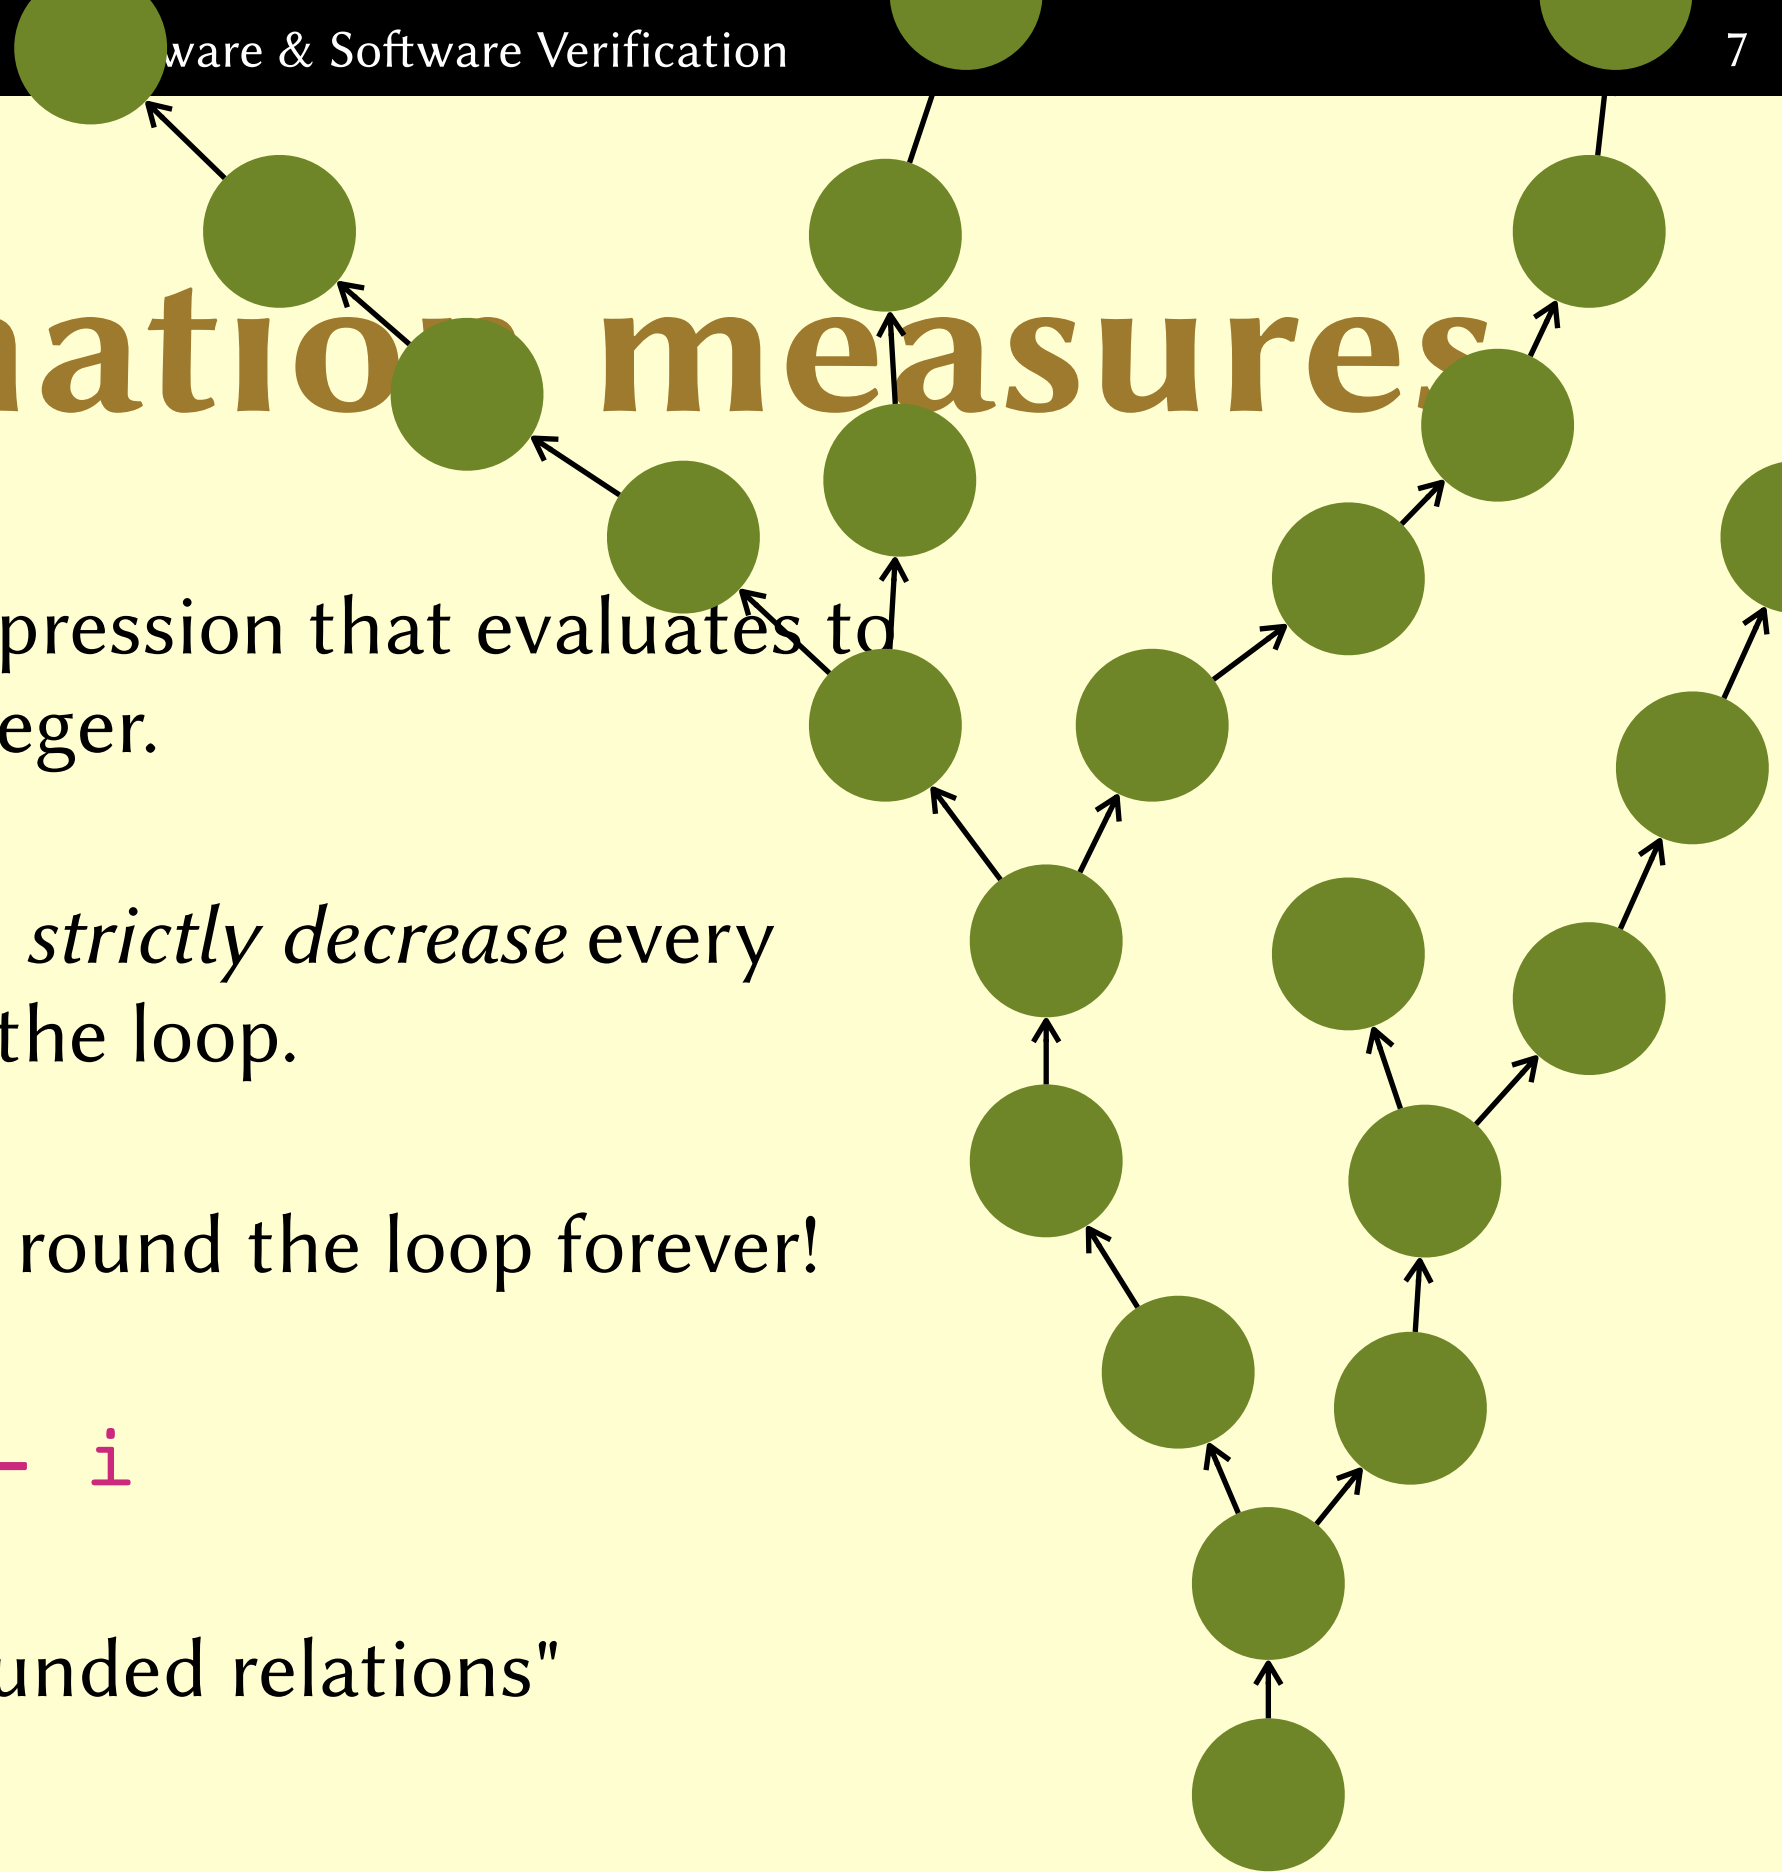 ware & Software Verification
7
nation measures
pression that evaluates to
eger.
strictly decrease every
the loop.
round the loop forever!
- i
unded relations"